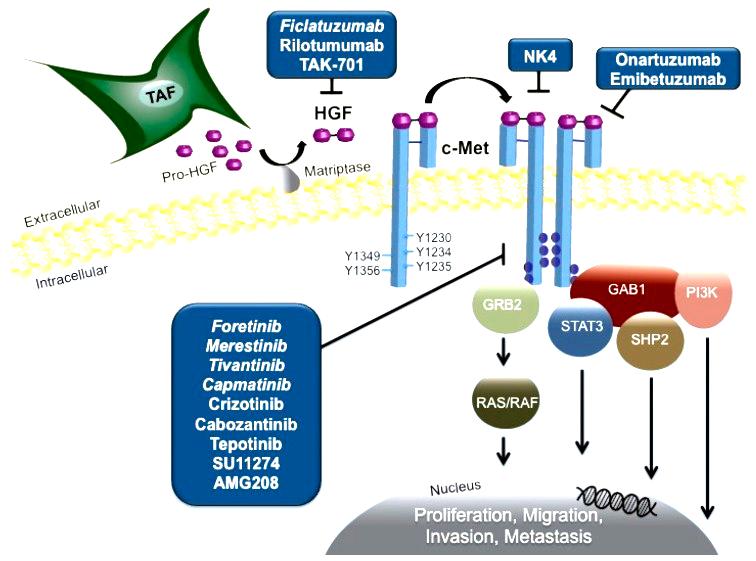 Ficlatuzumab
Rilotumumab
TAK-701
NK4
Onartuzumab
Emibetuzumab
TAF
HGF
c-Met
Pro-HGF
Matriptase
Extracellular
Intracellular
Y1230
Y1349
Y1234
Y1356
Y1235
GRB2
STAT3
GAB1
SHP2
PI3K
Foretinib
Merestinib
Tivantinib
Capmatinib
Crizotinib
Cabozantinib
Tepotinib
SU11274
AMG208
RAS/RAF
Nucleus
Proliferation, Migration,
Invasion, Metastasis